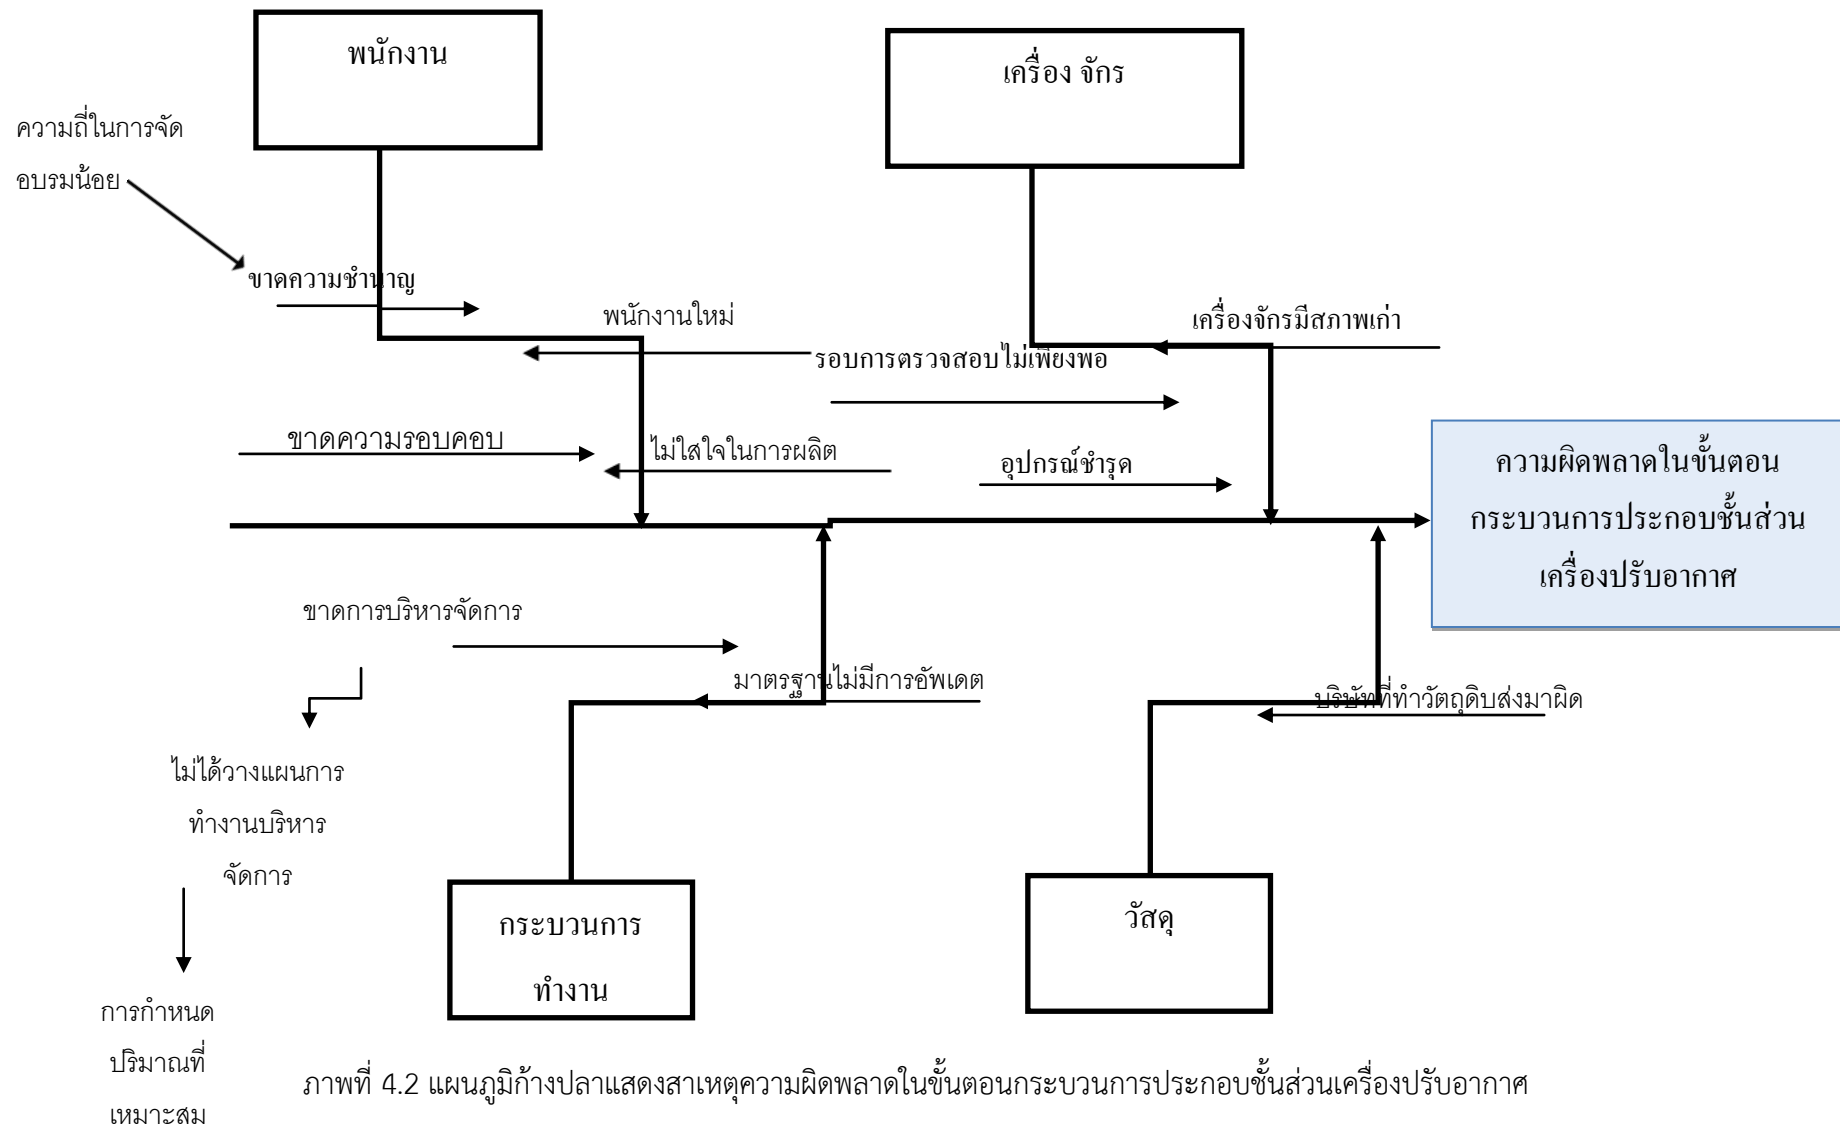 พนักงาน
เครื่อง จักร
ความถี่ในการจัด
อบรมน้อย
ขาดความชำนาญ
พนักงานใหม่
เครื่องจักรมีสภาพเก่า
รอบการตรวจสอบไม่เพียงพอ
ขาดความรอบคอบ
ไม่ใส่ใจในการผลิต
อุปกรณ์ชำรุด
ความผิดพลาดในขั้นตอน
กระบวนการประกอบชั้นส่วน
เครื่องปรับอากาศ
ขาดการบริหารจัดการ
มาตรฐานไม่มีการอัพเดต
บริษัทที่ทำวัตถุดิบส่งมาผิด
ไม่ได้วางแผนการ
ทำงานบริหาร
จัดการ
กระบวนการ
ทำงาน
วัสดุ
การกำหนด
ปริมาณที่
เหมาะสม
ภาพที่ 4.2 แผนภูมิก้างปลาแสดงสาเหตุความผิดพลาดในขั้นตอนกระบวนการประกอบชั้นส่วนเครื่องปรับอากาศ